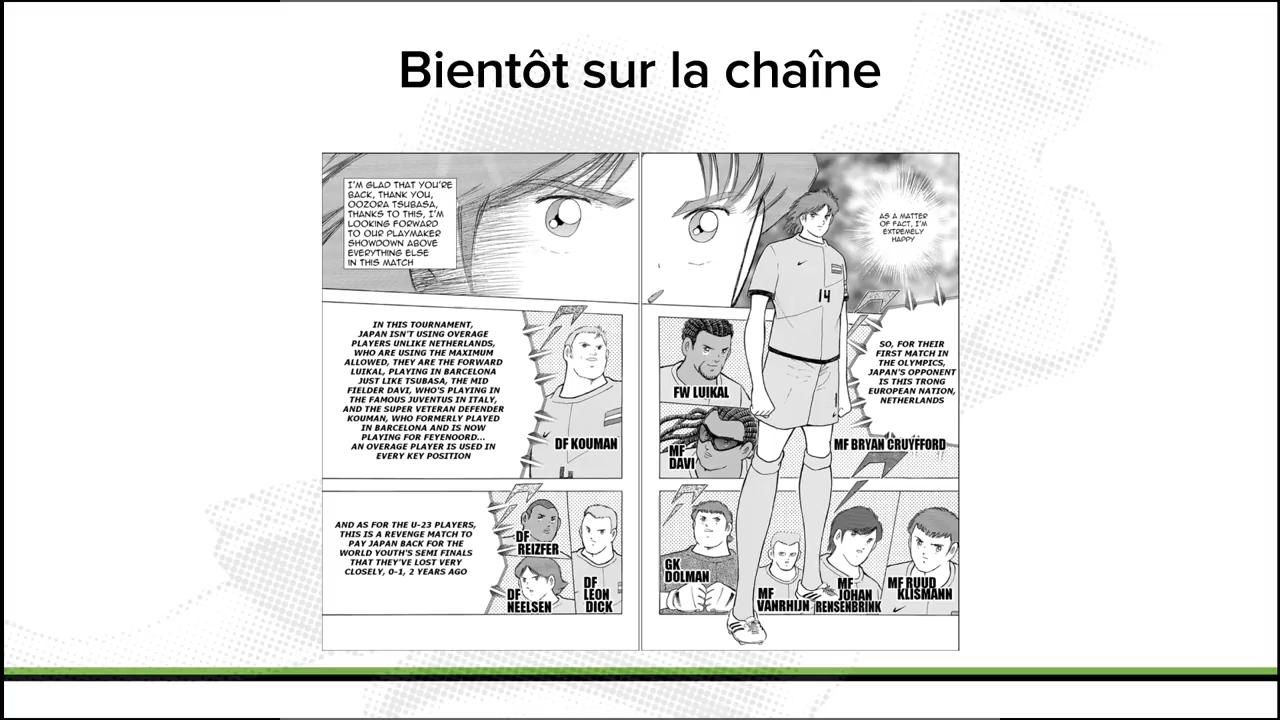 Bientôt sur la chaîne
I'M GLAD THAT YOU'RE
BACK, THANK YOU,
OOZORA TSUBASA,
THANKS TO THIS, I'M
LOOKING FORWARD
TO OUR PLAYMAKER
SHOWDOWN ABOVE
EVERYTHING ELSE
IN THIS MATCH
AS A MATTER
OF FACT, I'M
EXTREMELY
HAPPY
14
IN THIS TOURNAMENT,
JAPAN ISN'T USING OVERAGE
PLAYERS UNLIKE NETHERLANDS,
WHO ARE USING THE MAXIMUM
ALLOWED, THEY ARE THE FORWARD
LUIKAL, PLAYING IN BARCELONA
JUST LIKE TSUBASA, THE MID
FIELDER DAVI, WHO'S PLAYING IN
THE FAMOUS JUVENTUS IN ITALY,
AND THE SUPER VETERAN DEFENDER
KOUMAN, WHO FORMERLY PLAYED
IN BARCELONA AND IS NOW
PLAYING FOR FEYENOORD...
AN OVERAGE PLAYER IS USED IN
EVERY KEY POSITION
DF KOUMAN
FW LUIKAL
MF
DAVI
SO, FOR THEIR
FIRST MATCH IN
THE OLYMPICS,
JAPAN'S OPPONENT
IS THIS TRONG
EUROPEAN NATION,
NETHERLANDS
MF BRYAN CRUYFFORD
AND AS FOR THE U-23 PLAYERS,
THIS IS A REVENGE MATCH TO
PAY JAPAN BACK FOR THE
WORLD YOUTH'S SEMI FINALS
THAT THEY'VE LOST VERY
CLOSELY, 0-1, 2 YEARS AGO
DF
REIZFER
DF
NEELSEN
DF
LEON
DICK
GK
DOLMAN
MF
VANRHIJN
MF
JOHAN
RENSENBRINK
MF RUUD
KLISMANN